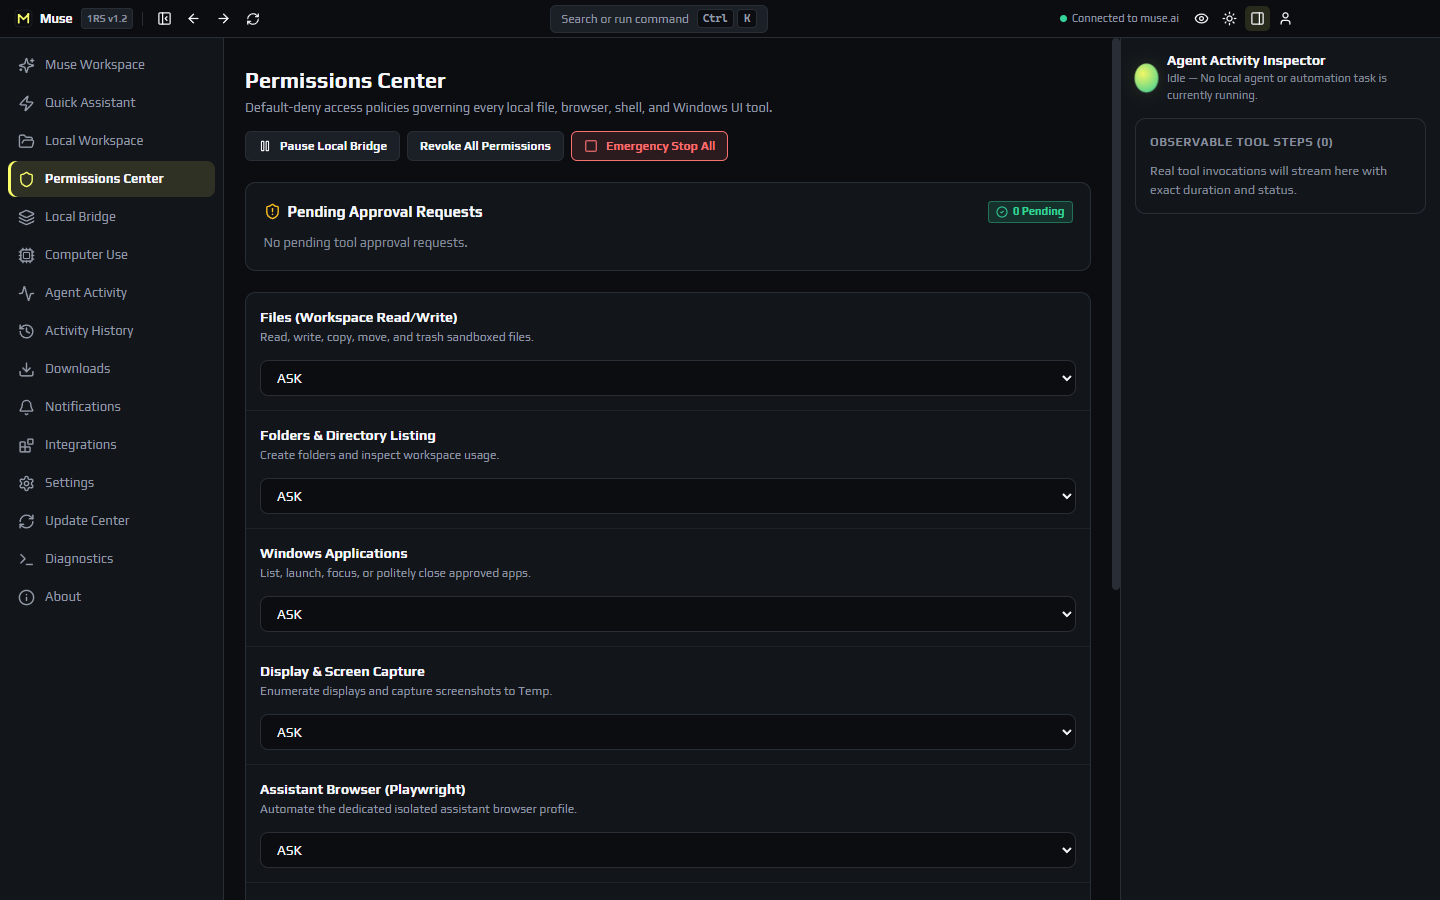 Muse
1RS v1.2
Search or run command Ctrl K
Connected to muse.ai
Muse Workspace
Quick Assistant
Local Workspace
Permissions Center
Local Bridge
Computer Use
Agent Activity
Activity History
Downloads
Notifications
Integrations
Settings
Update Center
Diagnostics
About
Permissions Center
Default-deny access policies governing every local file, browser, shell, and Windows UI tool.
Pause Local Bridge
Revoke All Permissions
Emergency Stop All
Pending Approval Requests
0 Pending
No pending tool approval requests.
Files (Workspace Read/Write)
Read, write, copy, move, and trash sandboxed files.
ASK
Folders & Directory Listing
Create folders and inspect workspace usage.
ASK
Windows Applications
List, launch, focus, or politely close approved apps.
ASK
Display & Screen Capture
Enumerate displays and capture screenshots to Temp.
ASK
Assistant Browser (Playwright)
Automate the dedicated isolated assistant browser profile.
ASK
Agent Activity Inspector
Idle — No local agent or automation task is
currently running.
OBSERVABLE TOOL STEPS (0)
Real tool invocations will stream here with
exact duration and status.